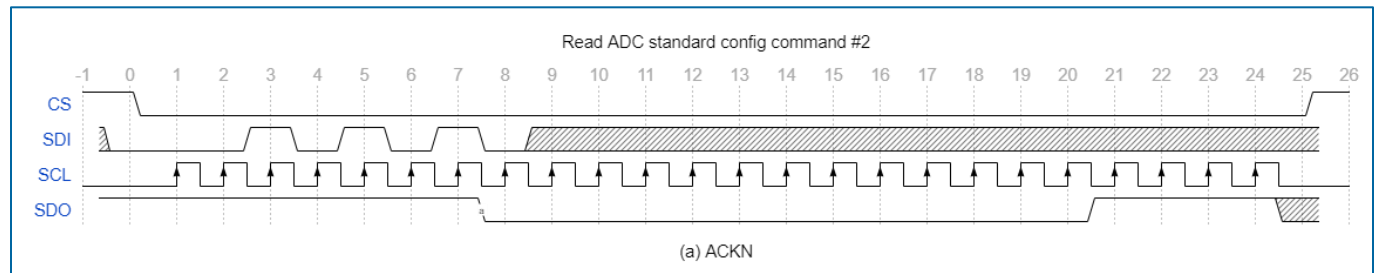 Read ADC standard config command #2
-1 0 1 2 3 4 5 6 7 8 9 10 11 12 13 14 15 16 17 18 19 20 21 22 23 24 25 26
CS
SDI
SCL
SDO
a
(a) ACKN